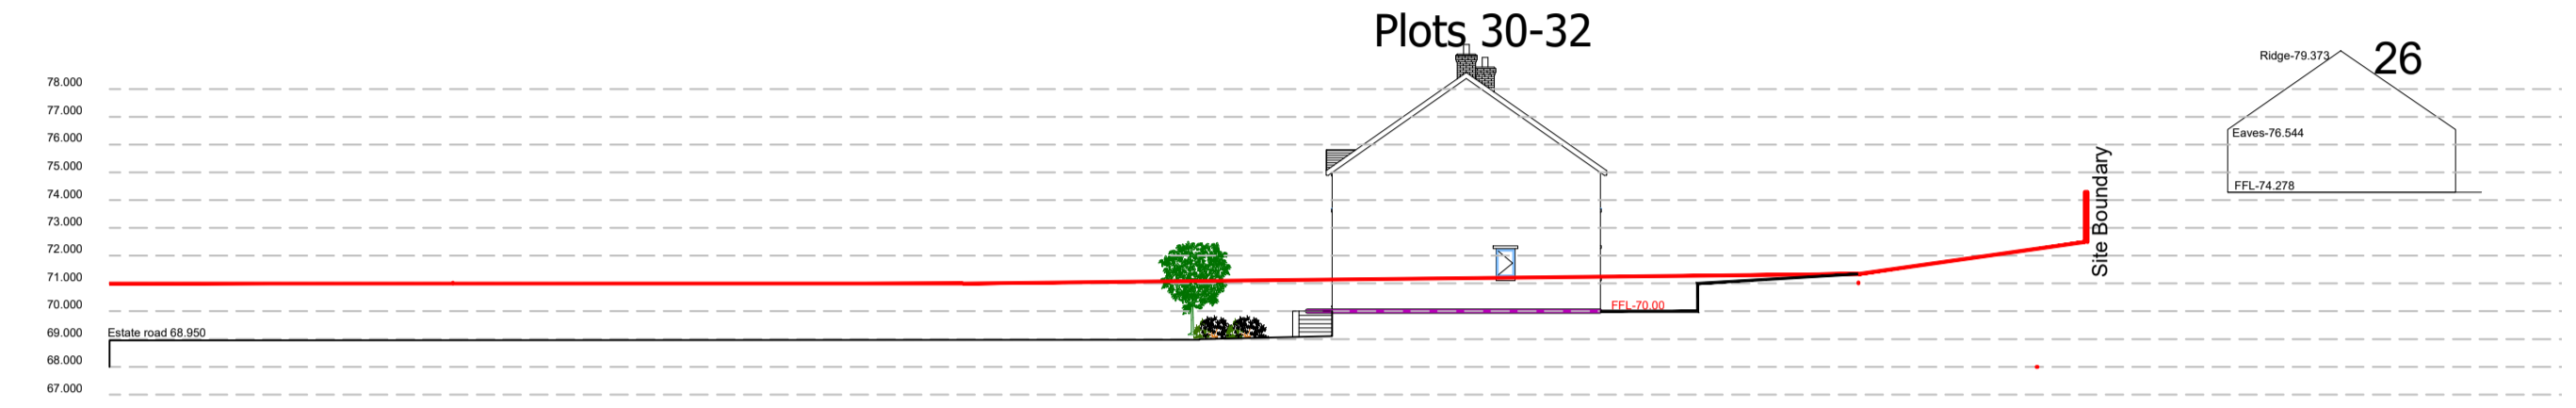 Plots 30-32
26
Ridge-79.373
78.000
77.000
76.000
Eaves-76.544
75.000
74.000
FFL-74.278
73.000
Site Boundary
72.000
71.000
70.000
FFL-70.00
69.000
Estate road 68.950
68.000
67.000